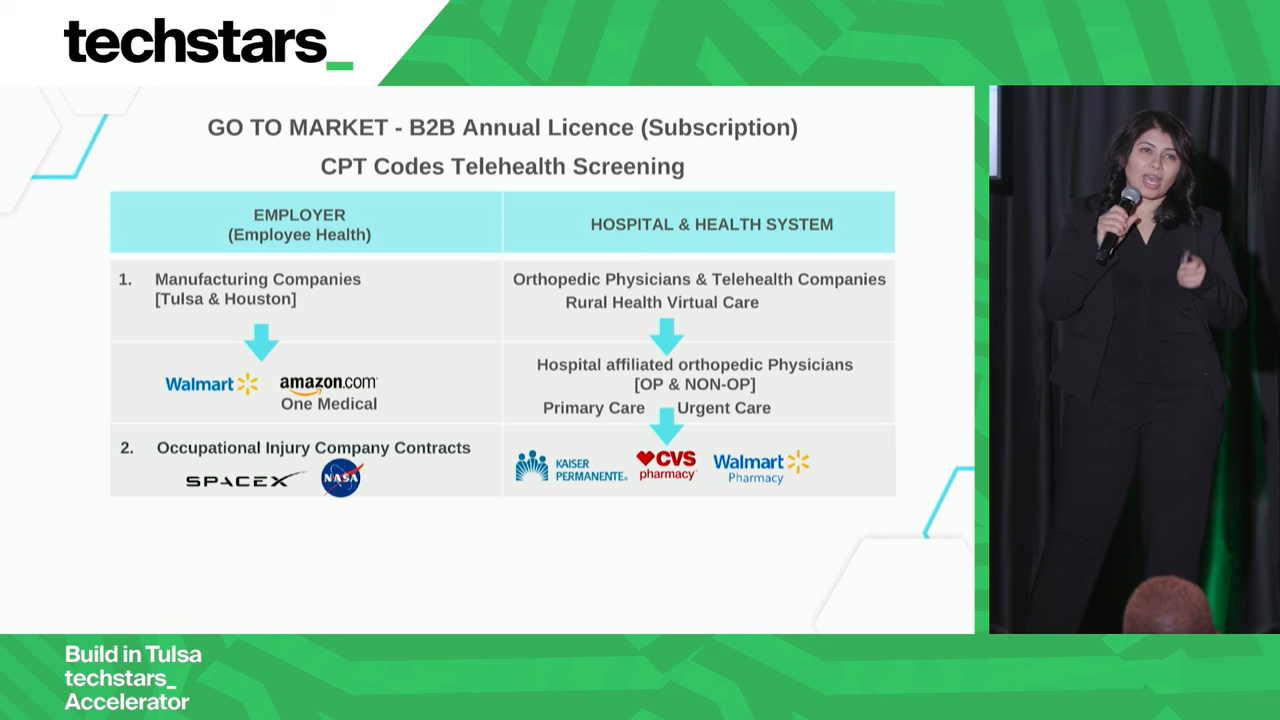 techstars_
GO TO MARKET - B2B Annual Licence (Subscription)
CPT Codes Telehealth Screening
EMPLOYER
(Employee Health)
HOSPITAL & HEALTH SYSTEM
1. Manufacturing Companies
[Tulsa & Houston]
Orthopedic Physicians & Telehealth Companies
Rural Health Virtual Care
Walmart
amazon.com
One Medical
Hospital affiliated orthopedic Physicians
[OP & NON-OP]
Primary Care
Urgent Care
2. Occupational Injury Company Contracts
SPACEX
NASA
KAISER
PERMANENTE®
CVS
pharmacy
Walmart
Pharmacy
Build in Tulsa
techstars_
Accelerator